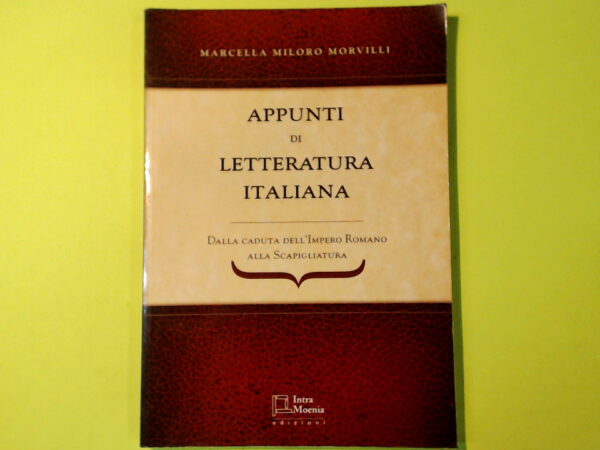 MARCELLA MILORO MORVILLI
APPUNTI
DI
LETTERATURA
ITALIANA
DALLA CADUTA DELL'IMPERO ROMANO
ALLA SCAPIGLIATURA
Intra
Moenia
edizioni